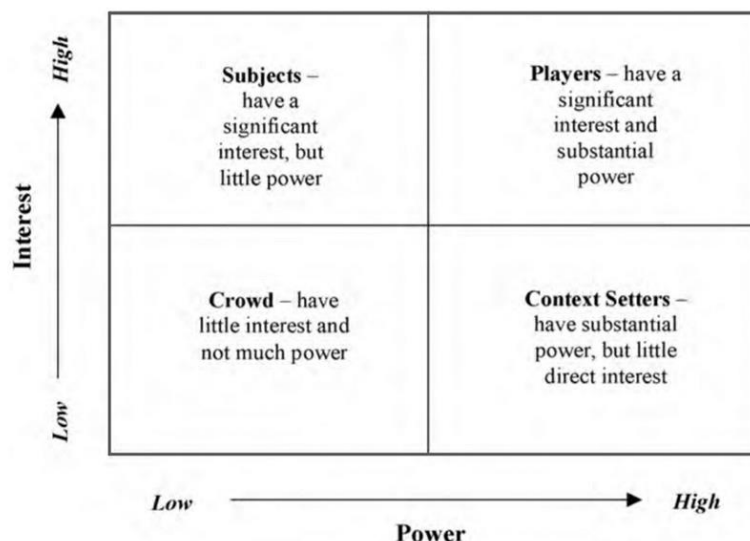 High
Interest
Low
Subjects –
have a
significant
interest, but
little power
Players – have a
significant
interest and
substantial
power
Crowd – have
little interest and
not much power
Context Setters –
have substantial
power, but little
direct interest
Low
High
Power